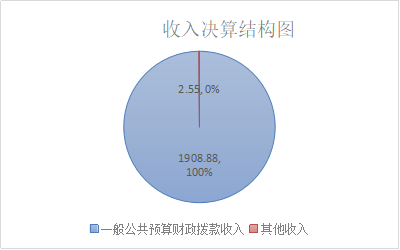 收入决算结构图
2.55, 0%
1908.88,
100%
一般公共预算财政拨款收入 其他收入